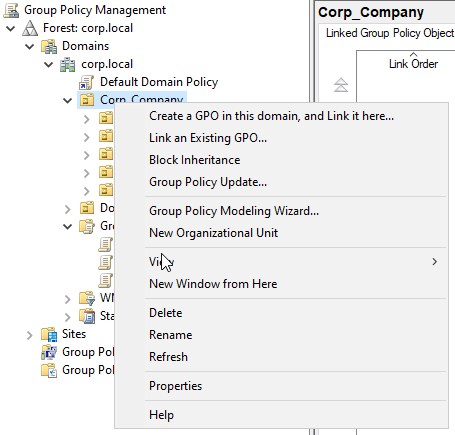 Group Policy Management
Forest: corp.local
Domains
corp.local
Default Domain Policy
Corp_Company
Create a GPO in this domain, and Link it here...
Link an Existing GPO...
Block Inheritance
Group Policy Update...
Group Policy Modeling Wizard...
New Organizational Unit
View
New Window from Here
Delete
Rename
Refresh
Properties
Help
Do
Gr
WM
Sta
Sites
Group Pol
Group Pol
Corp_Company
Linked Group Policy Objec
Link Order